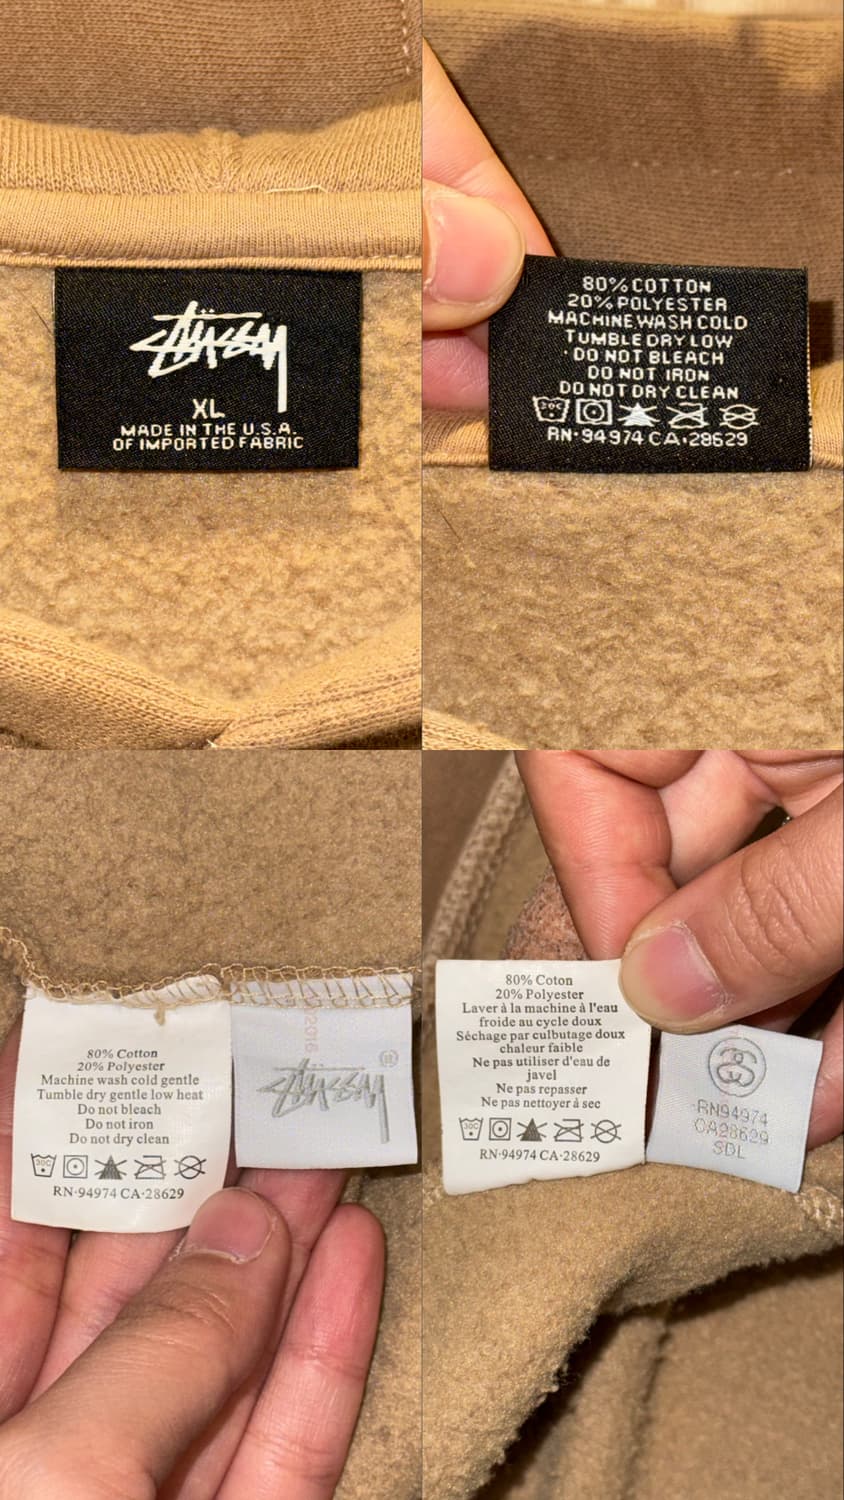 STÜSSY
XL
MADE IN THE U.S.A.
OF IMPORTED FABRIC
80% COTTON
20% POLYESTER
MACHINE WASH COLD
TUMBLE DRY LOW
DO NOT BLEACH
DO NOT IRON
DO NOT DRY CLEAN
30C
RN·94974 CA·28629
80% Cotton
20% Polyester
Machine wash cold gentle
Tumble dry gentle low heat
Do not bleach
Do not iron
Do not dry clean
30C
RN·94974 CA·28629
2016
STÜSSY ®
80% Coton
20% Polyester
Laver à la machine à l'eau
froide au cycle doux
Séchage par culbutage doux
chaleur faible
Ne pas utiliser d'eau de
javel
Ne pas repasser
Ne pas nettoyer à sec
30C
RN·94974 CA·28629
RN94974
CA28629
SDL